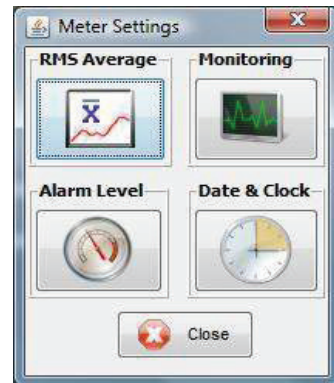 Meter Settings
RMS Average Monitoring
X
Alarm Level Date & Clock
Close